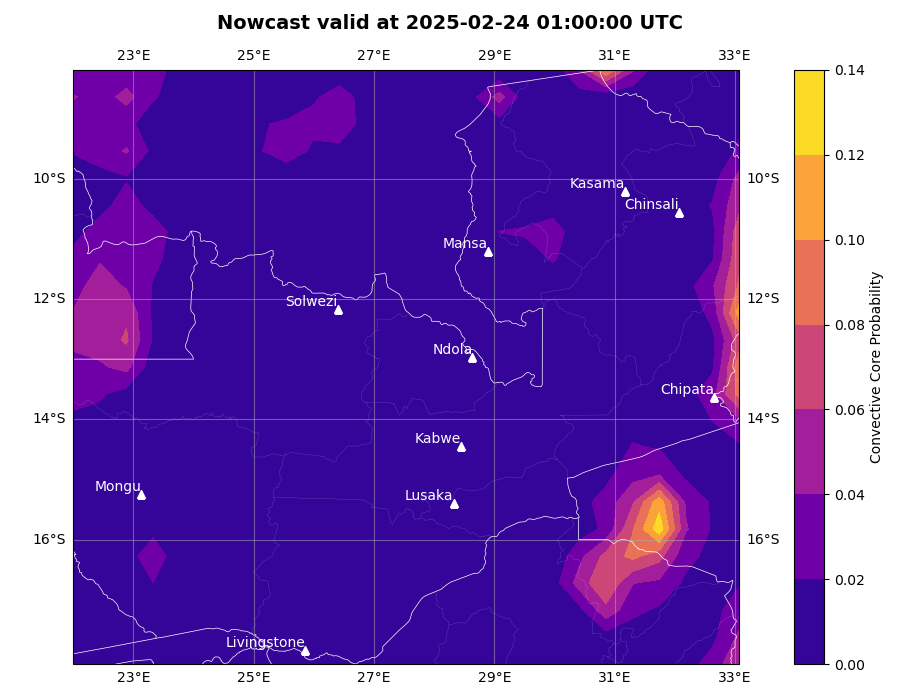 Nowcast valid at 2025-02-24 01:00:00 UTC
23°E 25°E 27°E 29°E 31°E 33°E
0.14
0.12
10°S 10°S
Kasama
Chinsali
0.10
Mansa
12°S 12°S
Solwezi
0.08
Ndola
Chipata
0.06
14°S 14°S
Kabwe
Mongu
Lusaka
0.04
16°S 16°S
0.02
Livingstone
0.00
23°E 25°E 27°E 29°E 31°E 33°E
Convective Core Probability